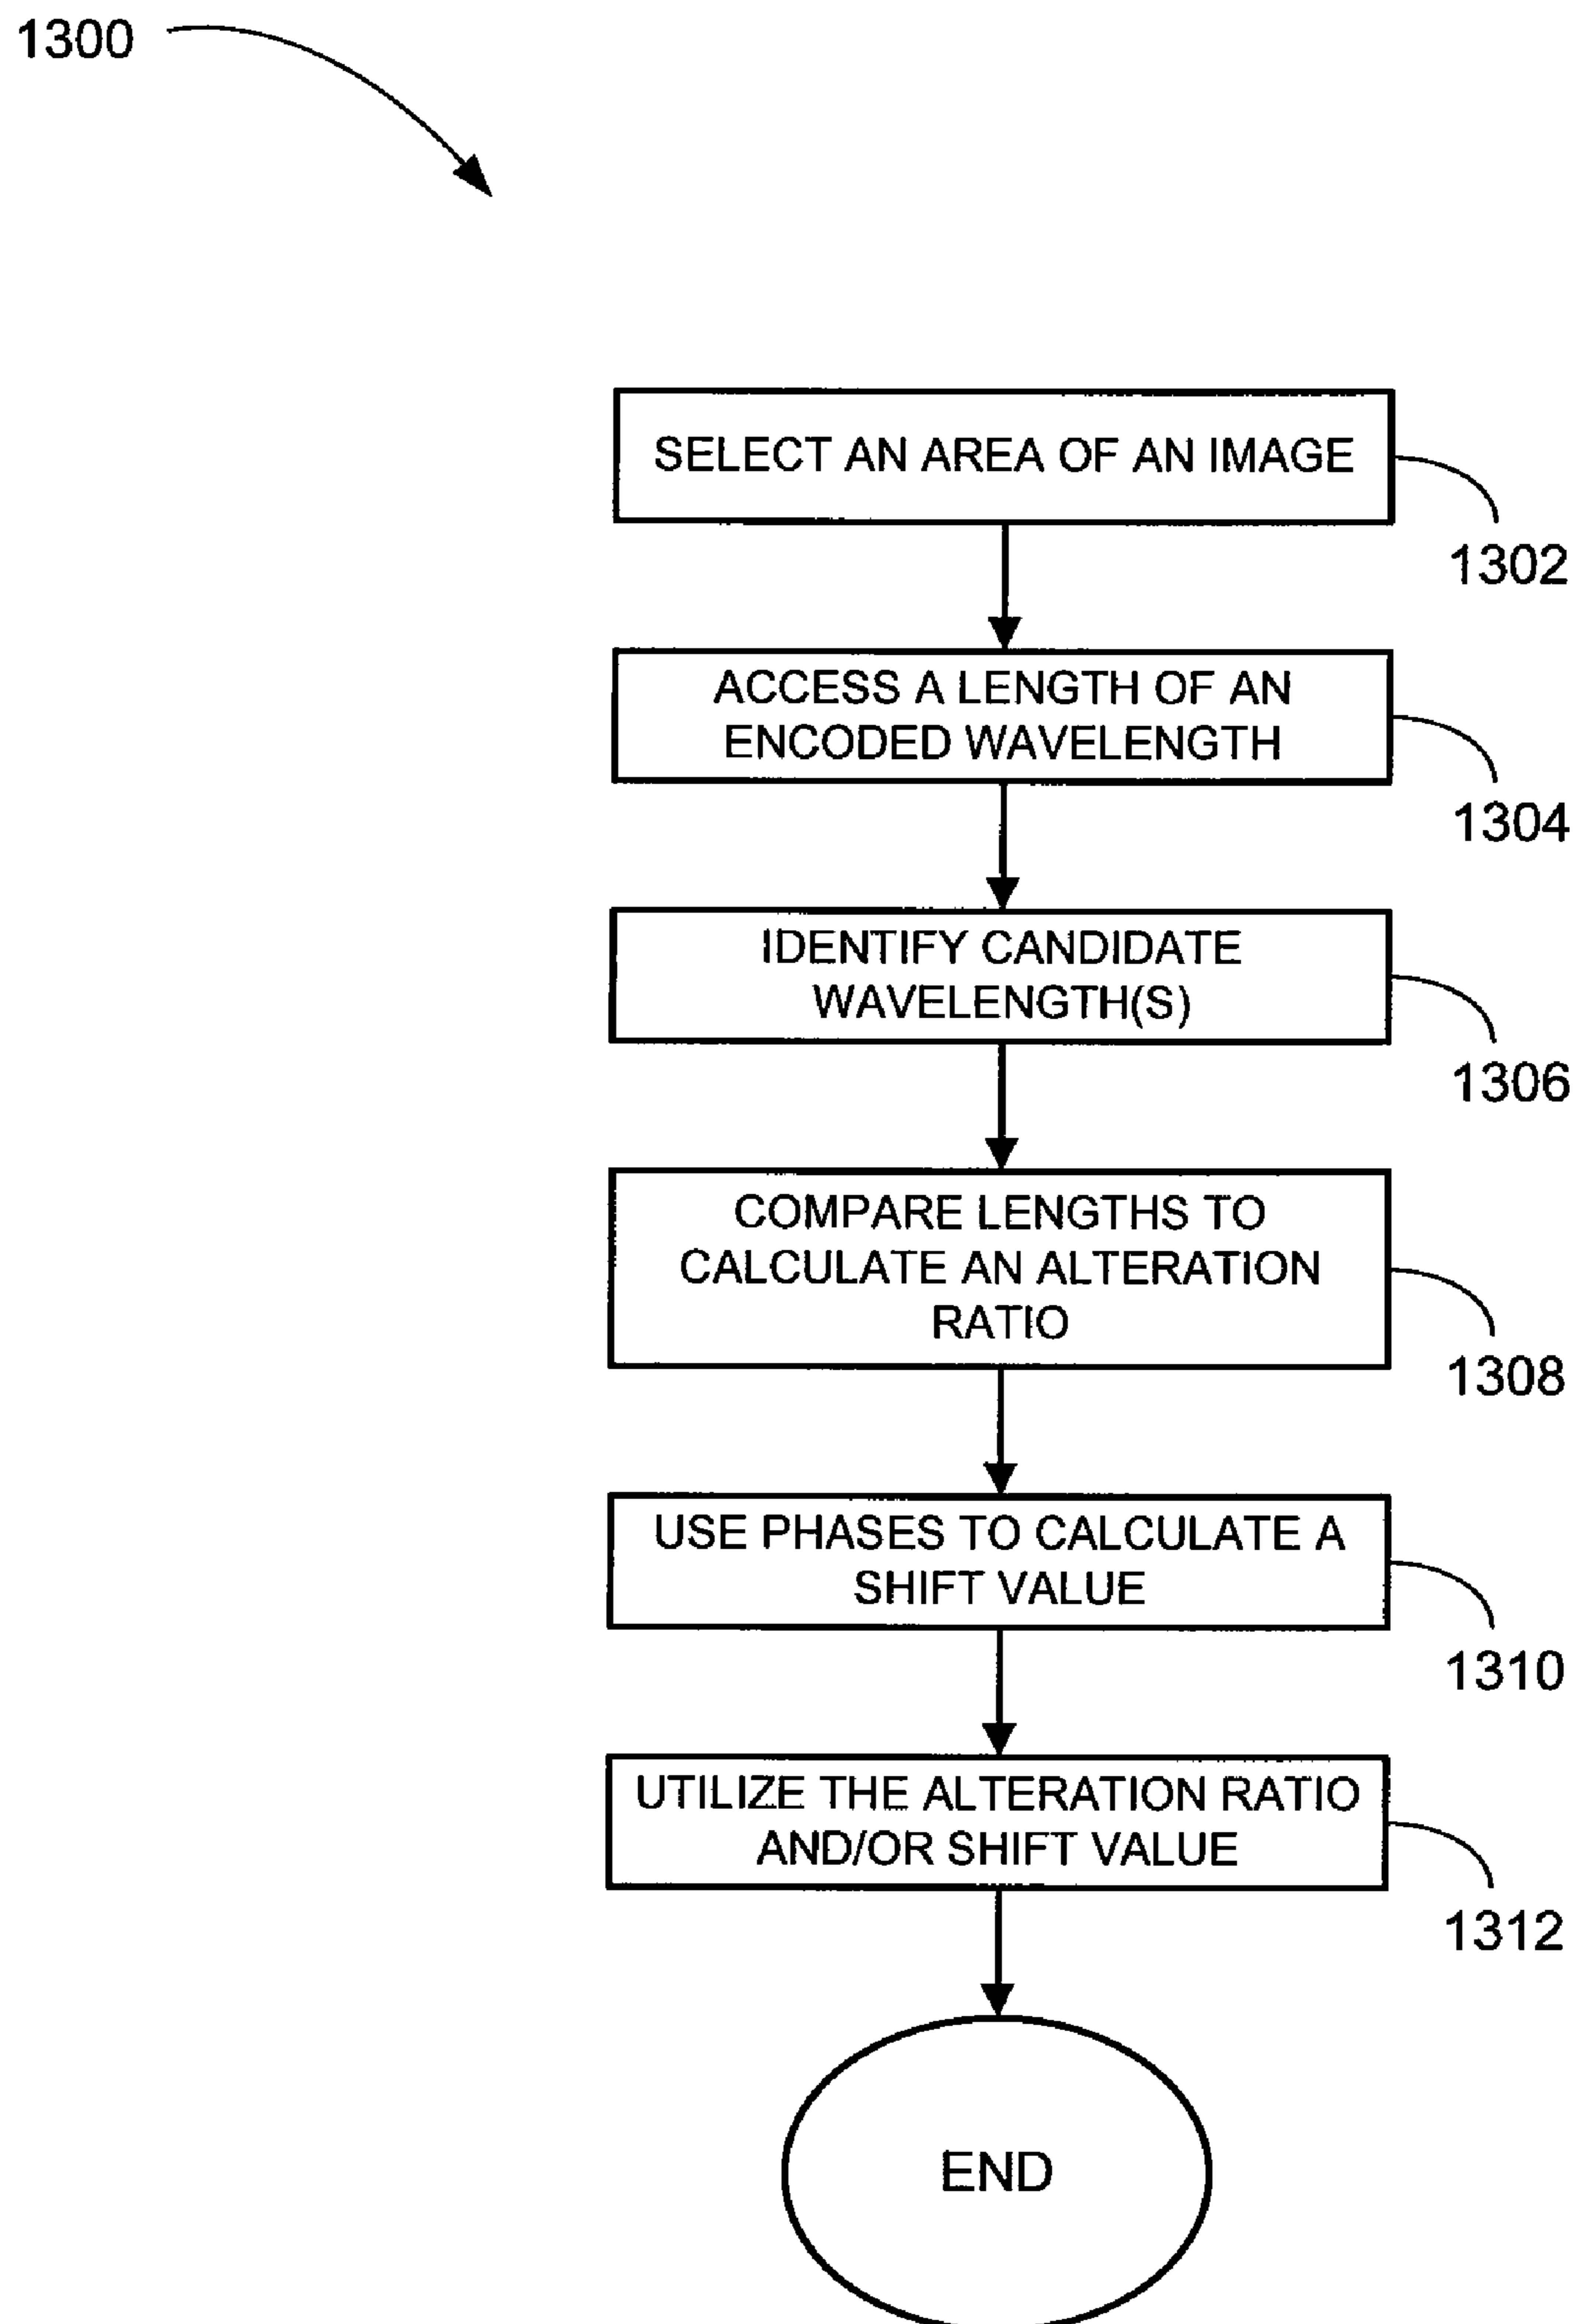 1300
SELECT AN AREA OF AN IMAGE
1302
ACCESS A LENGTH OF AN
ENCODED WAVELENGTH
1304
IDENTIFY CANDIDATE
WAVELENGTH(S)
1306
COMPARE LENGTHS TO
CALCULATE AN ALTERATION
RATIO
1308
USE PHASES TO CALCULATE A
SHIFT VALUE
1310
UTILIZE THE ALTERATION RATIO
AND/OR SHIFT VALUE
1312
END